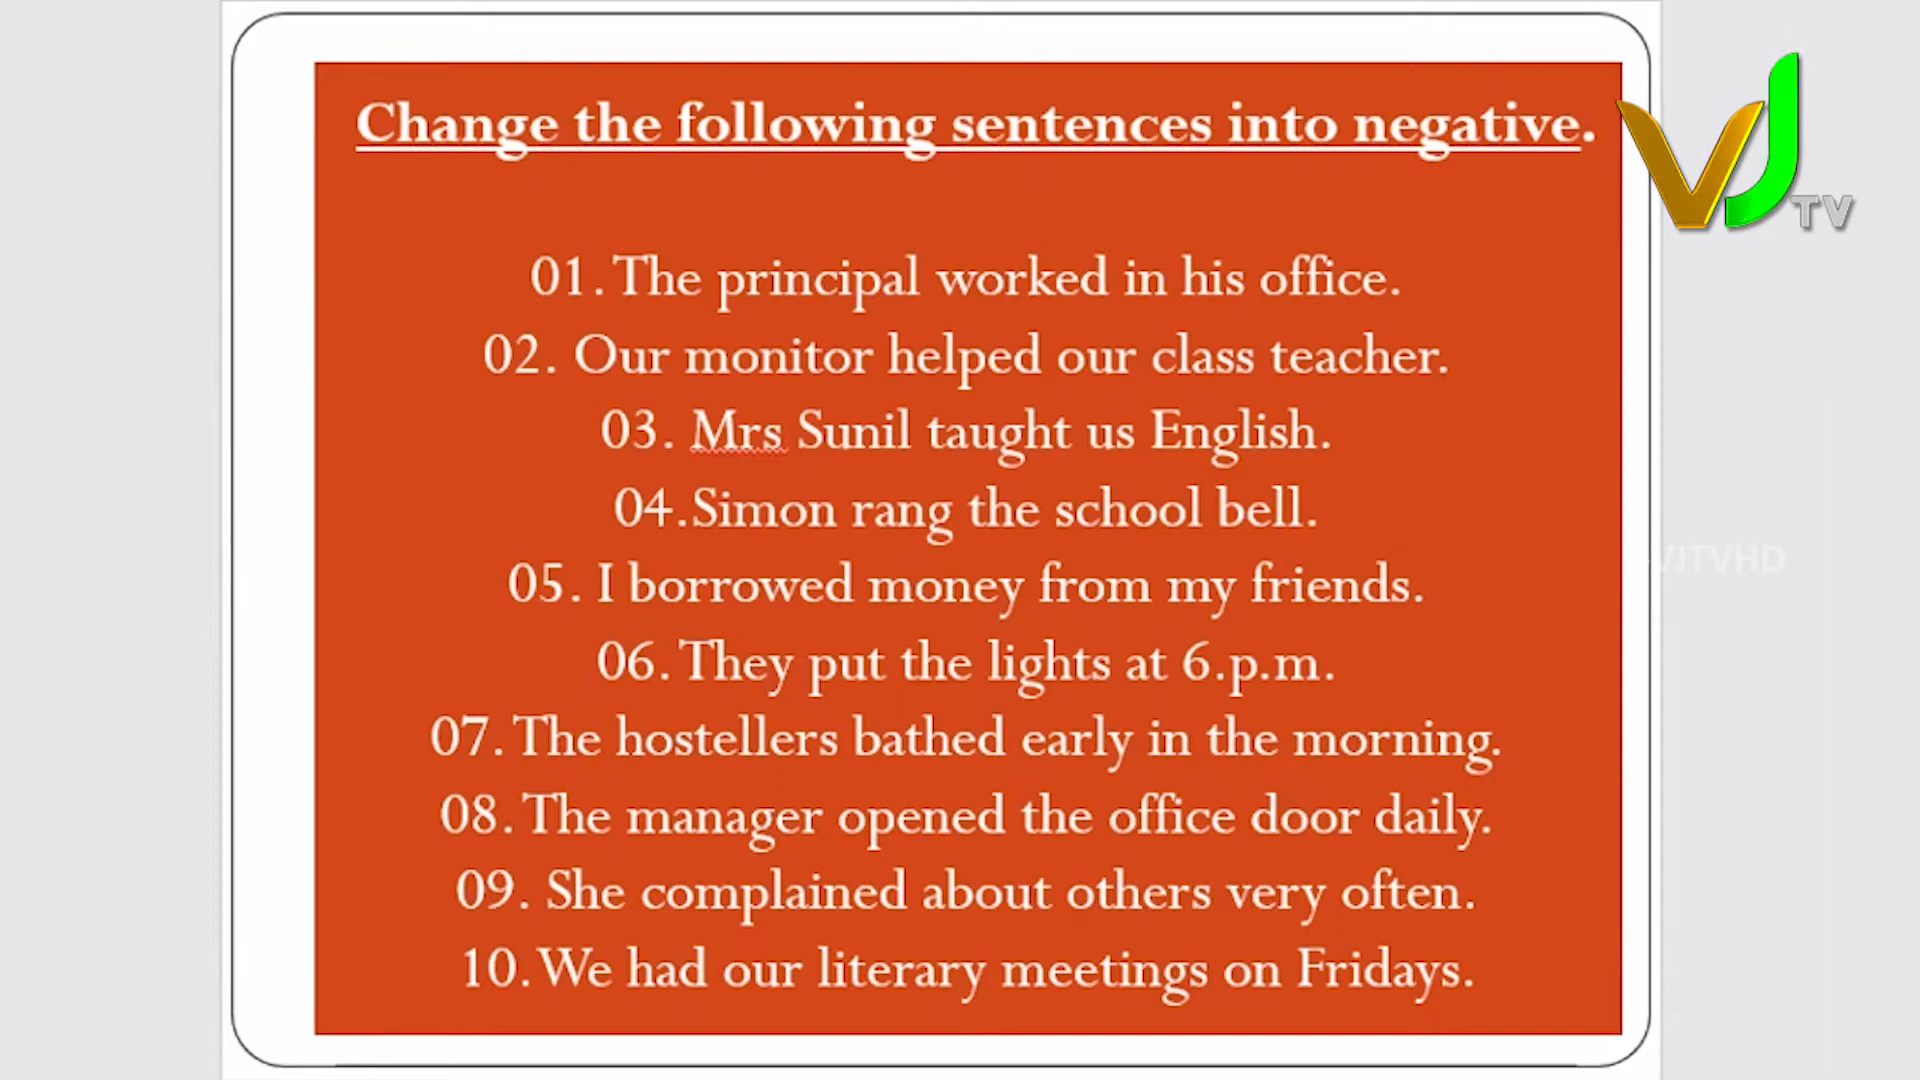 Change the following sentences into negative.
VJ TV
01. The principal worked in his office.
02. Our monitor helped our class teacher.
03. Mrs Sunil taught us English.
04.Simon rang the school bell.
VJTVHD
05. I borrowed money from my friends.
06. They put the lights at 6.p.m.
07. The hostellers bathed early in the morning.
08. The manager opened the office door daily.
09. She complained about others very often.
10. We had our literary meetings on Fridays.